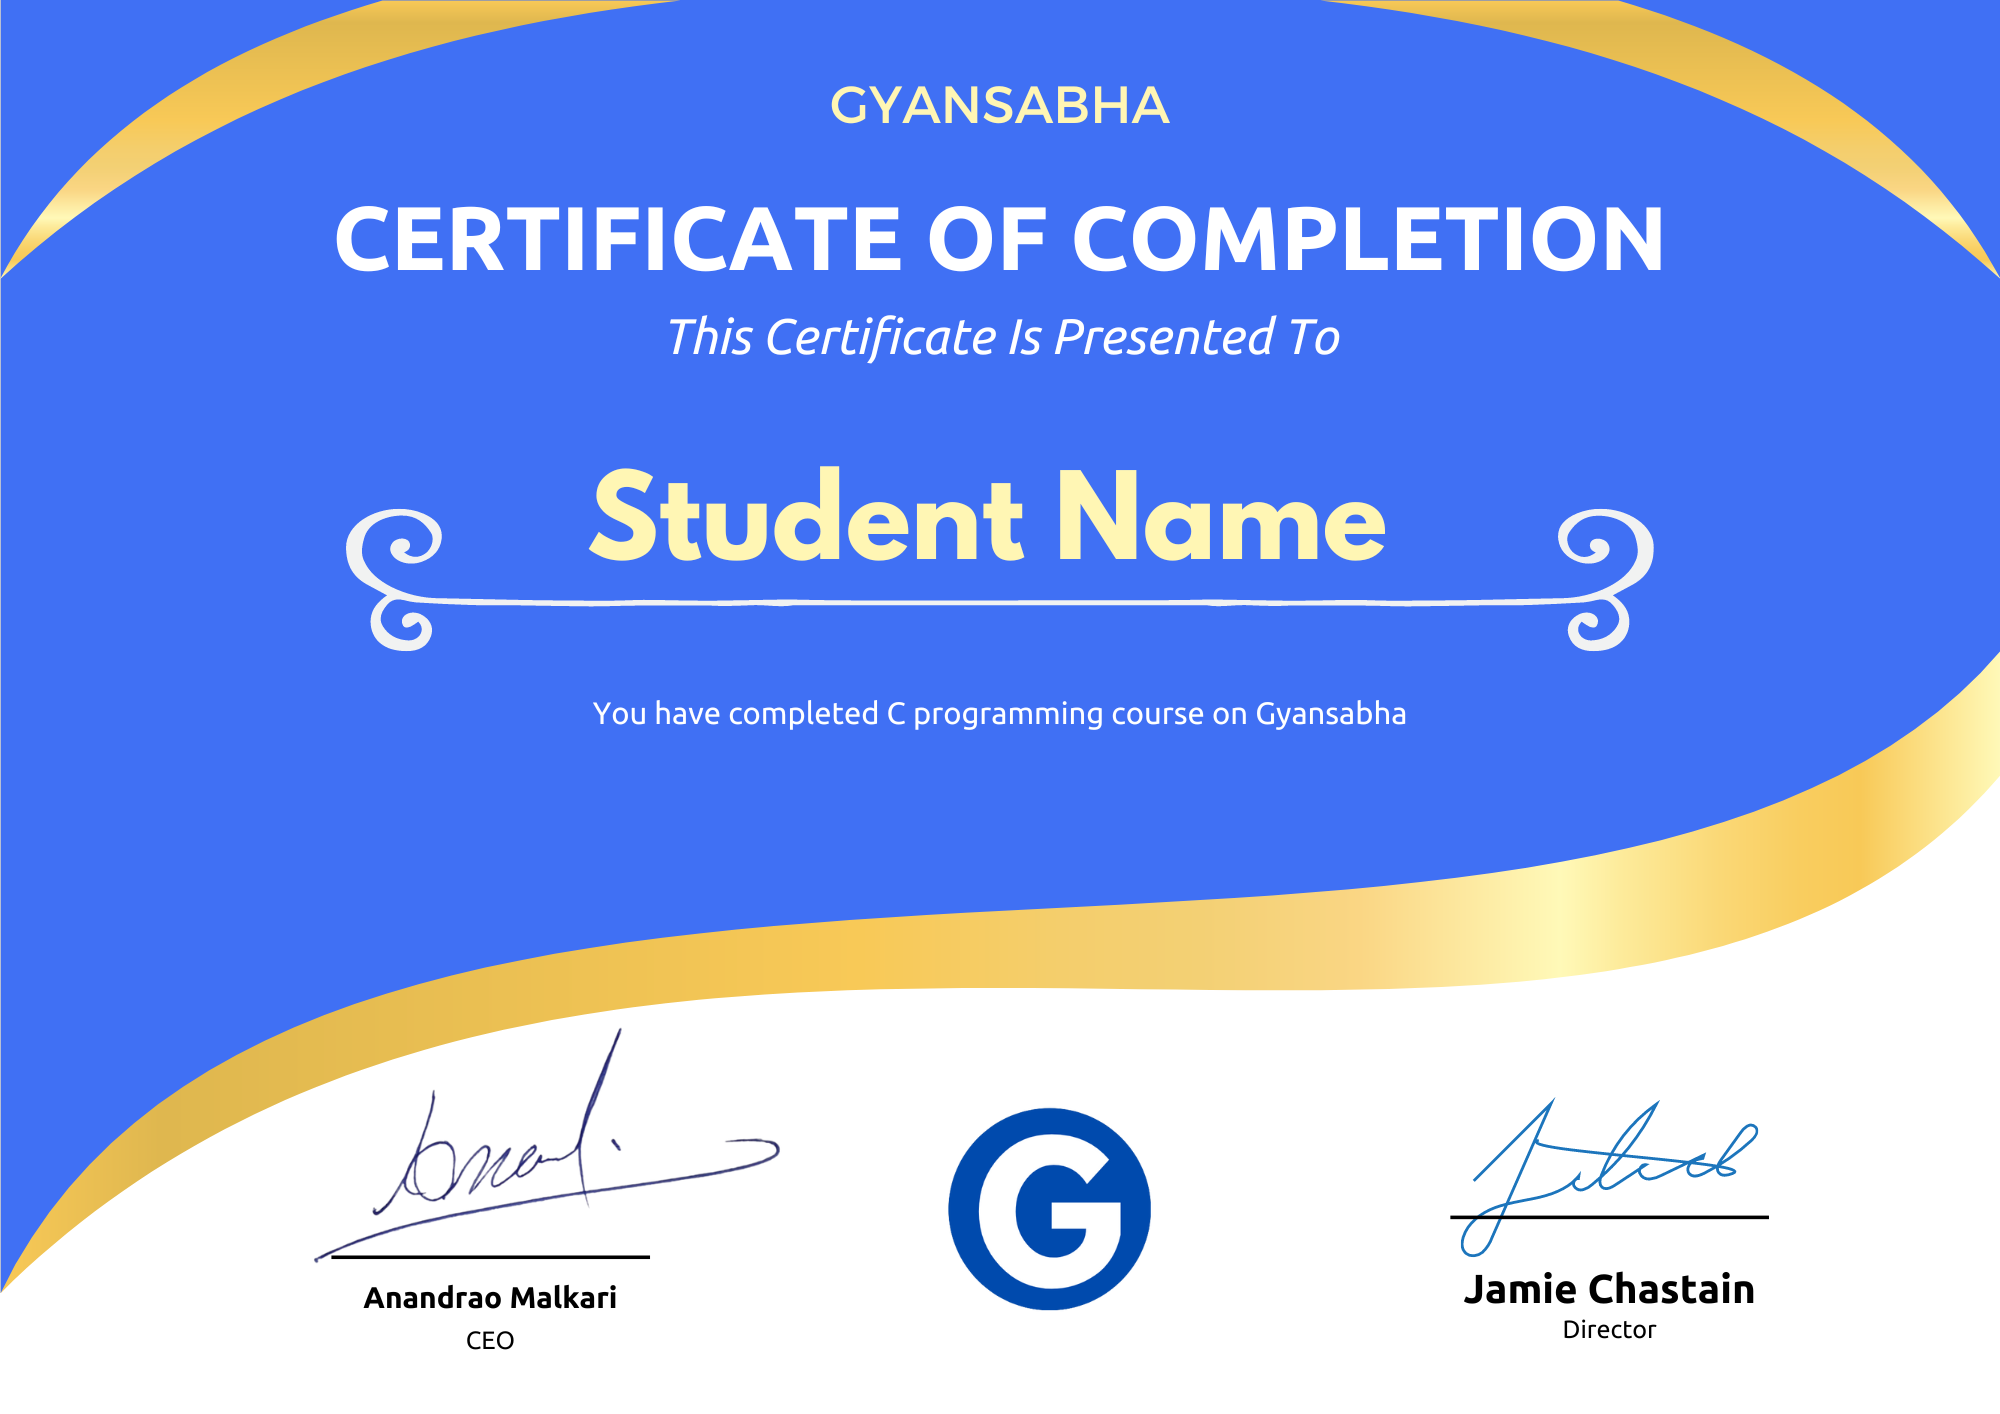 GYANSABHA
CERTIFICATE OF COMPLETION
This Certificate Is Presented To
Student Name
You have completed C programming course on Gyansabha
G
Anandrao Malkari
CEO
Jamie Chastain
Director